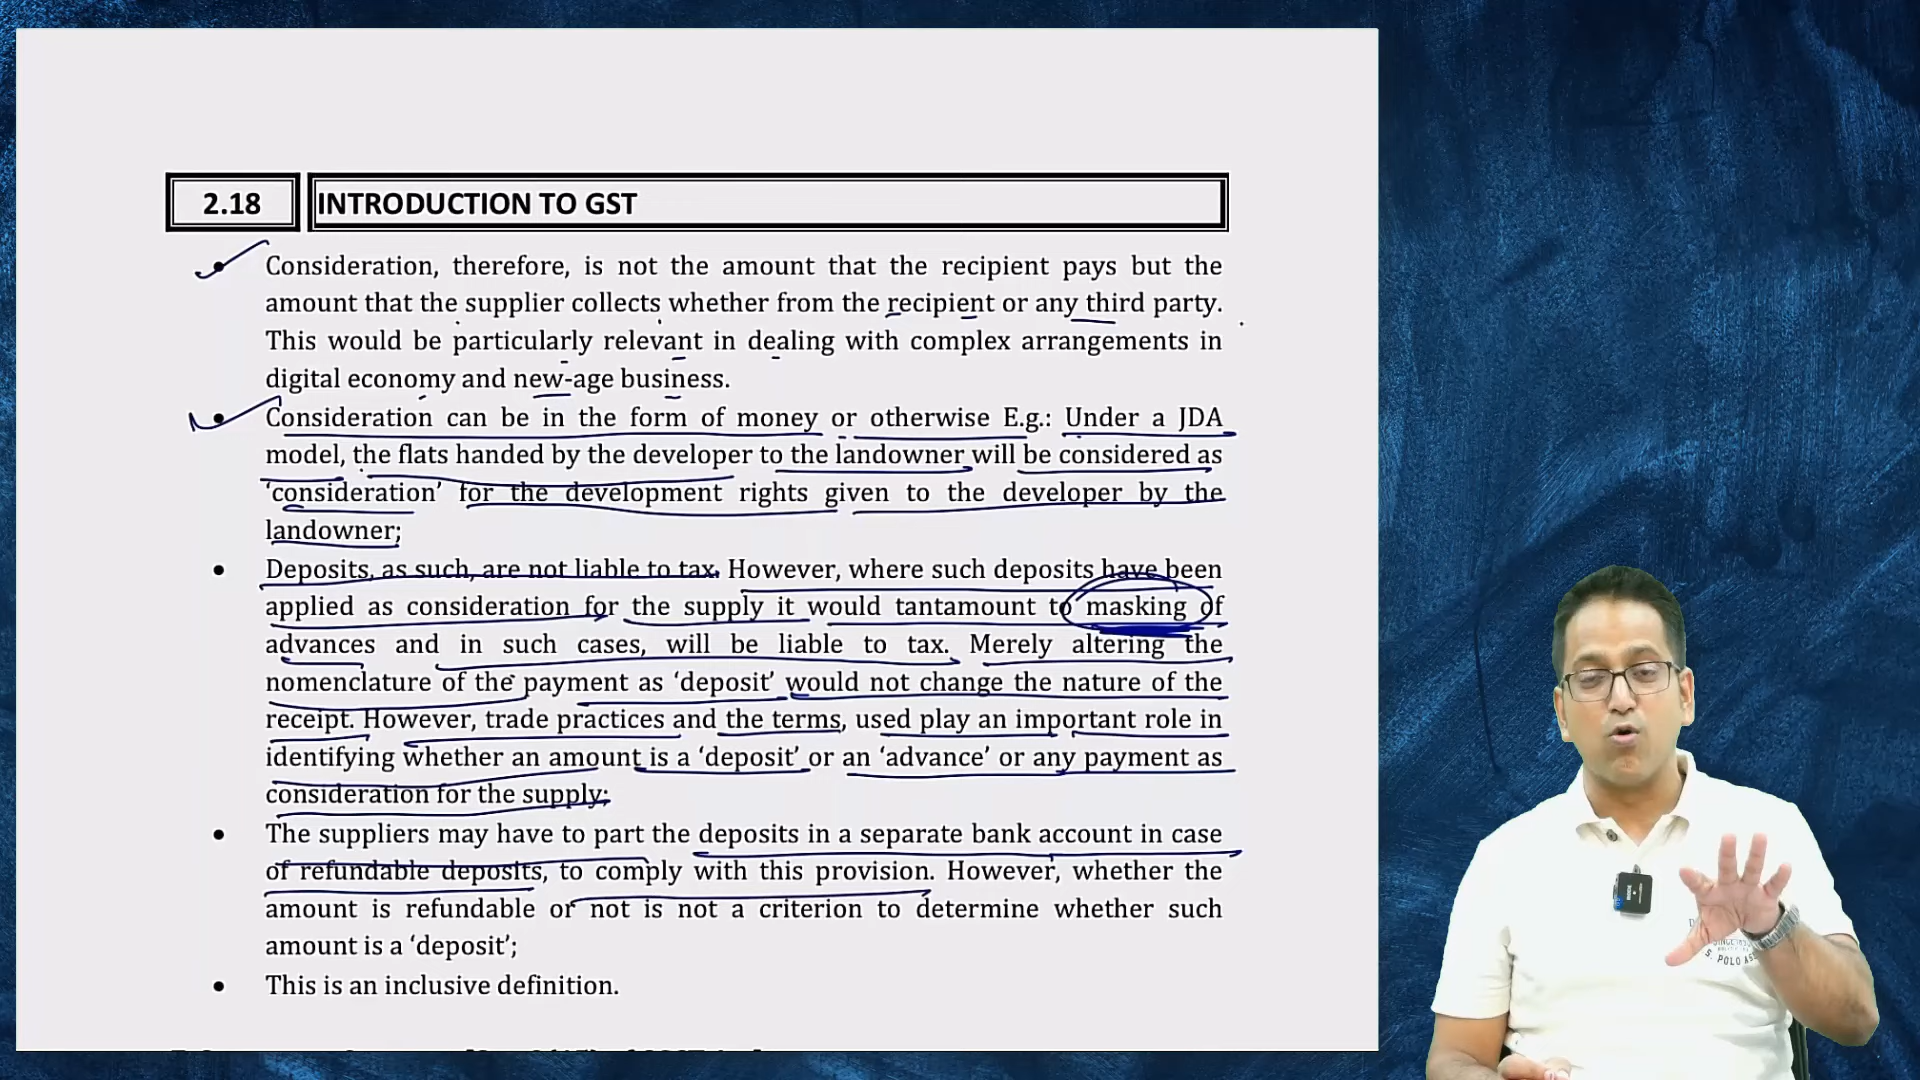 2.18 INTRODUCTION TO GST
• Consideration, therefore, is not the amount that the recipient pays but the
amount that the supplier collects whether from the recipient or any third party.
This would be particularly relevant in dealing with complex arrangements in
digital economy and new-age business.
• Consideration can be in the form of money or otherwise E.g.: Under a JDA
model, the flats handed by the developer to the landowner will be considered as
‘consideration’ for the development rights given to the developer by the
landowner;
• Deposits, as such, are not liable to tax. However, where such deposits have been
applied as consideration for the supply it would tantamount to masking of
advances and in such cases, will be liable to tax. Merely altering the
nomenclature of the payment as ‘deposit’ would not change the nature of the
receipt. However, trade practices and the terms, used play an important role in
identifying whether an amount is a ‘deposit’ or an ‘advance’ or any payment as
consideration for the supply;
• The suppliers may have to part the deposits in a separate bank account in case
of refundable deposits, to comply with this provision. However, whether the
amount is refundable or not is not a criterion to determine whether such
amount is a ‘deposit’;
• This is an inclusive definition.
S. POLO